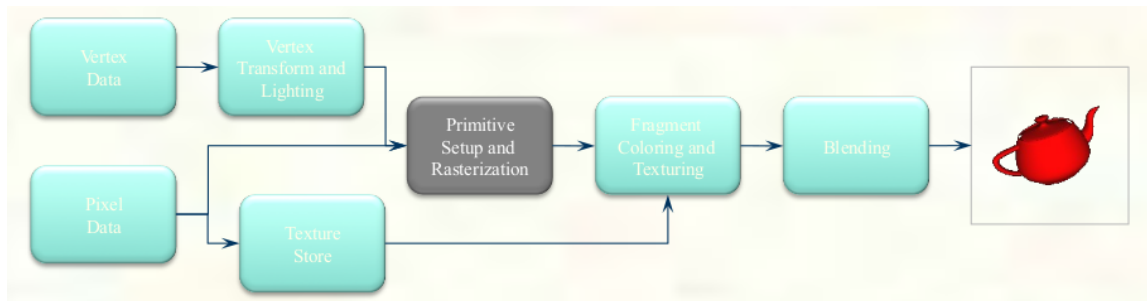 Vertex
Data
Vertex
Transform and
Lighting
Primitive
Setup and
Rasterization
Fragment
Coloring and
Texturing
Blending
Pixel
Data
Texture
Store